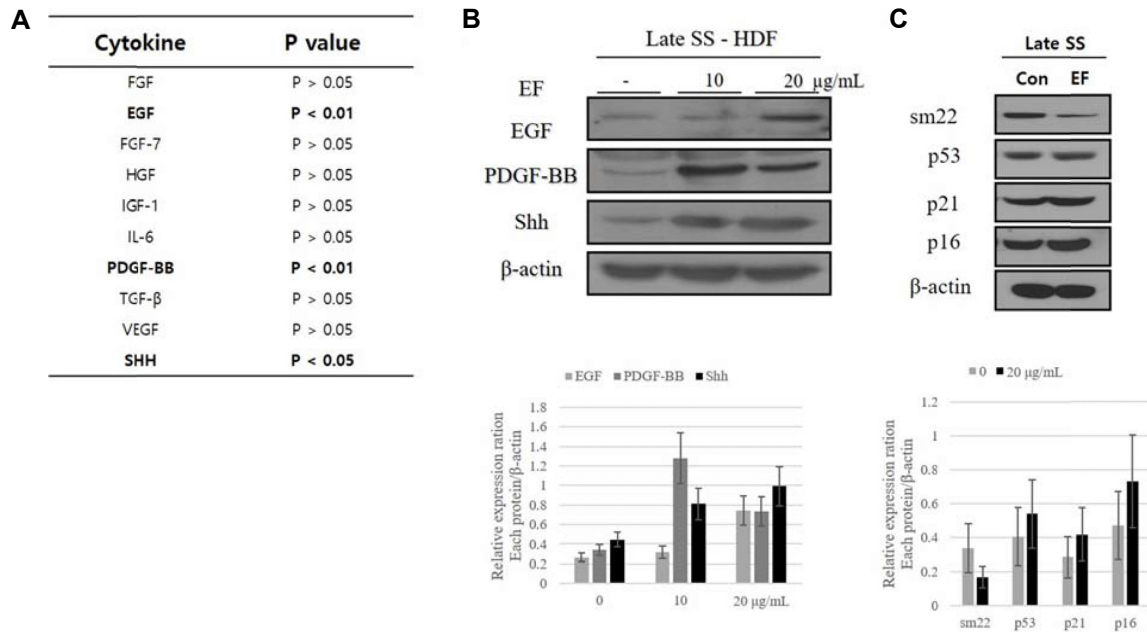 A
Cytokine P value
FGF P > 0.05
EGF P < 0.01
FGF-7 P > 0.05
HGF P > 0.05
IGF-1 P > 0.05
IL-6 P > 0.05
PDGF-BB P < 0.01
TGF-β P > 0.05
VEGF P > 0.05
SHH P < 0.05
B
Late SS - HDF
EF - 10 20 µg/mL
EGF
PDGF-BB
Shh
β-actin
EGF PDGF-BB Shh
Relative expression ration
Each protein/β-actin
1.8
1.6
1.4
1.2
1
0.8
0.6
0.4
0.2
0
0 10 20 µg/mL
C
Late SS
Con EF
sm22
p53
p21
p16
β-actin
0 20 µg/mL
Relative expression ration
Each protein/β-actin
1.2
1
0.8
0.6
0.4
0.2
0
sm22 p53 p21 p16